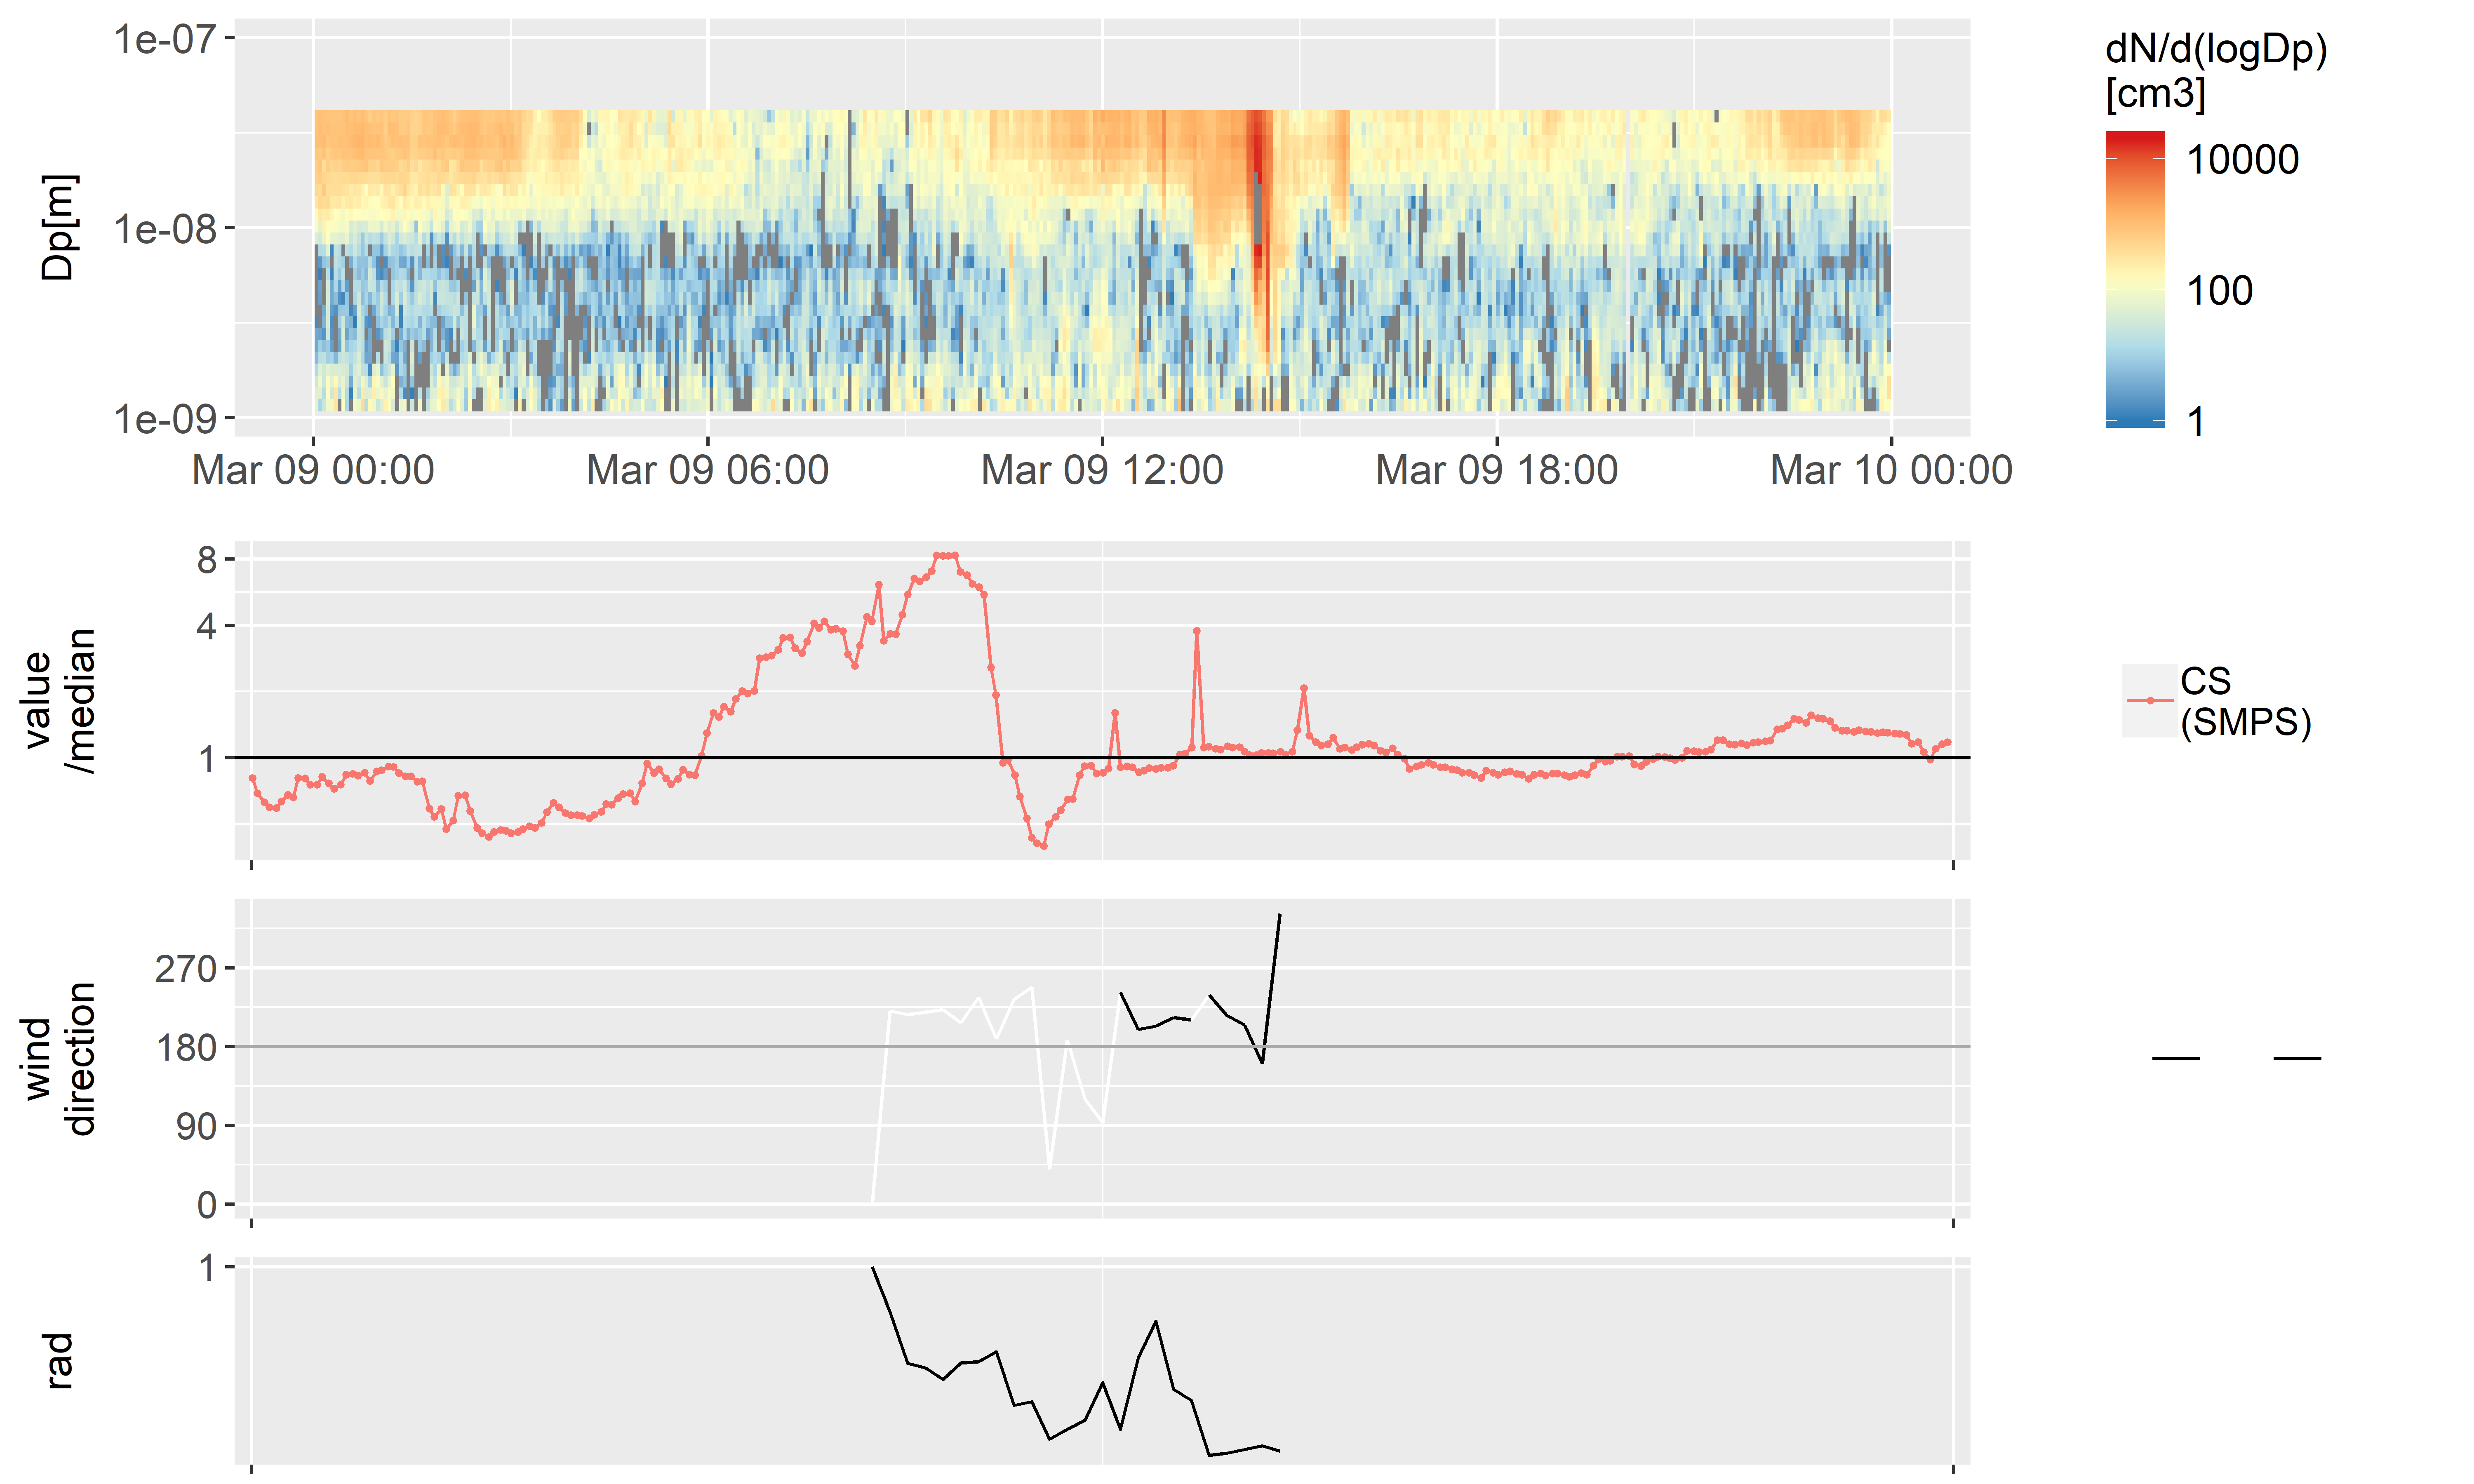 1e-07
1e-08
1e-09
Dp[m]
Mar 09 00:00
Mar 09 06:00
Mar 09 12:00
Mar 09 18:00
Mar 10 00:00
dN/d(logDp)
[cm3]
10000
100
1
8
4
1
value
/median
CS
(SMPS)
270
180
90
0
wind
direction
1
rad